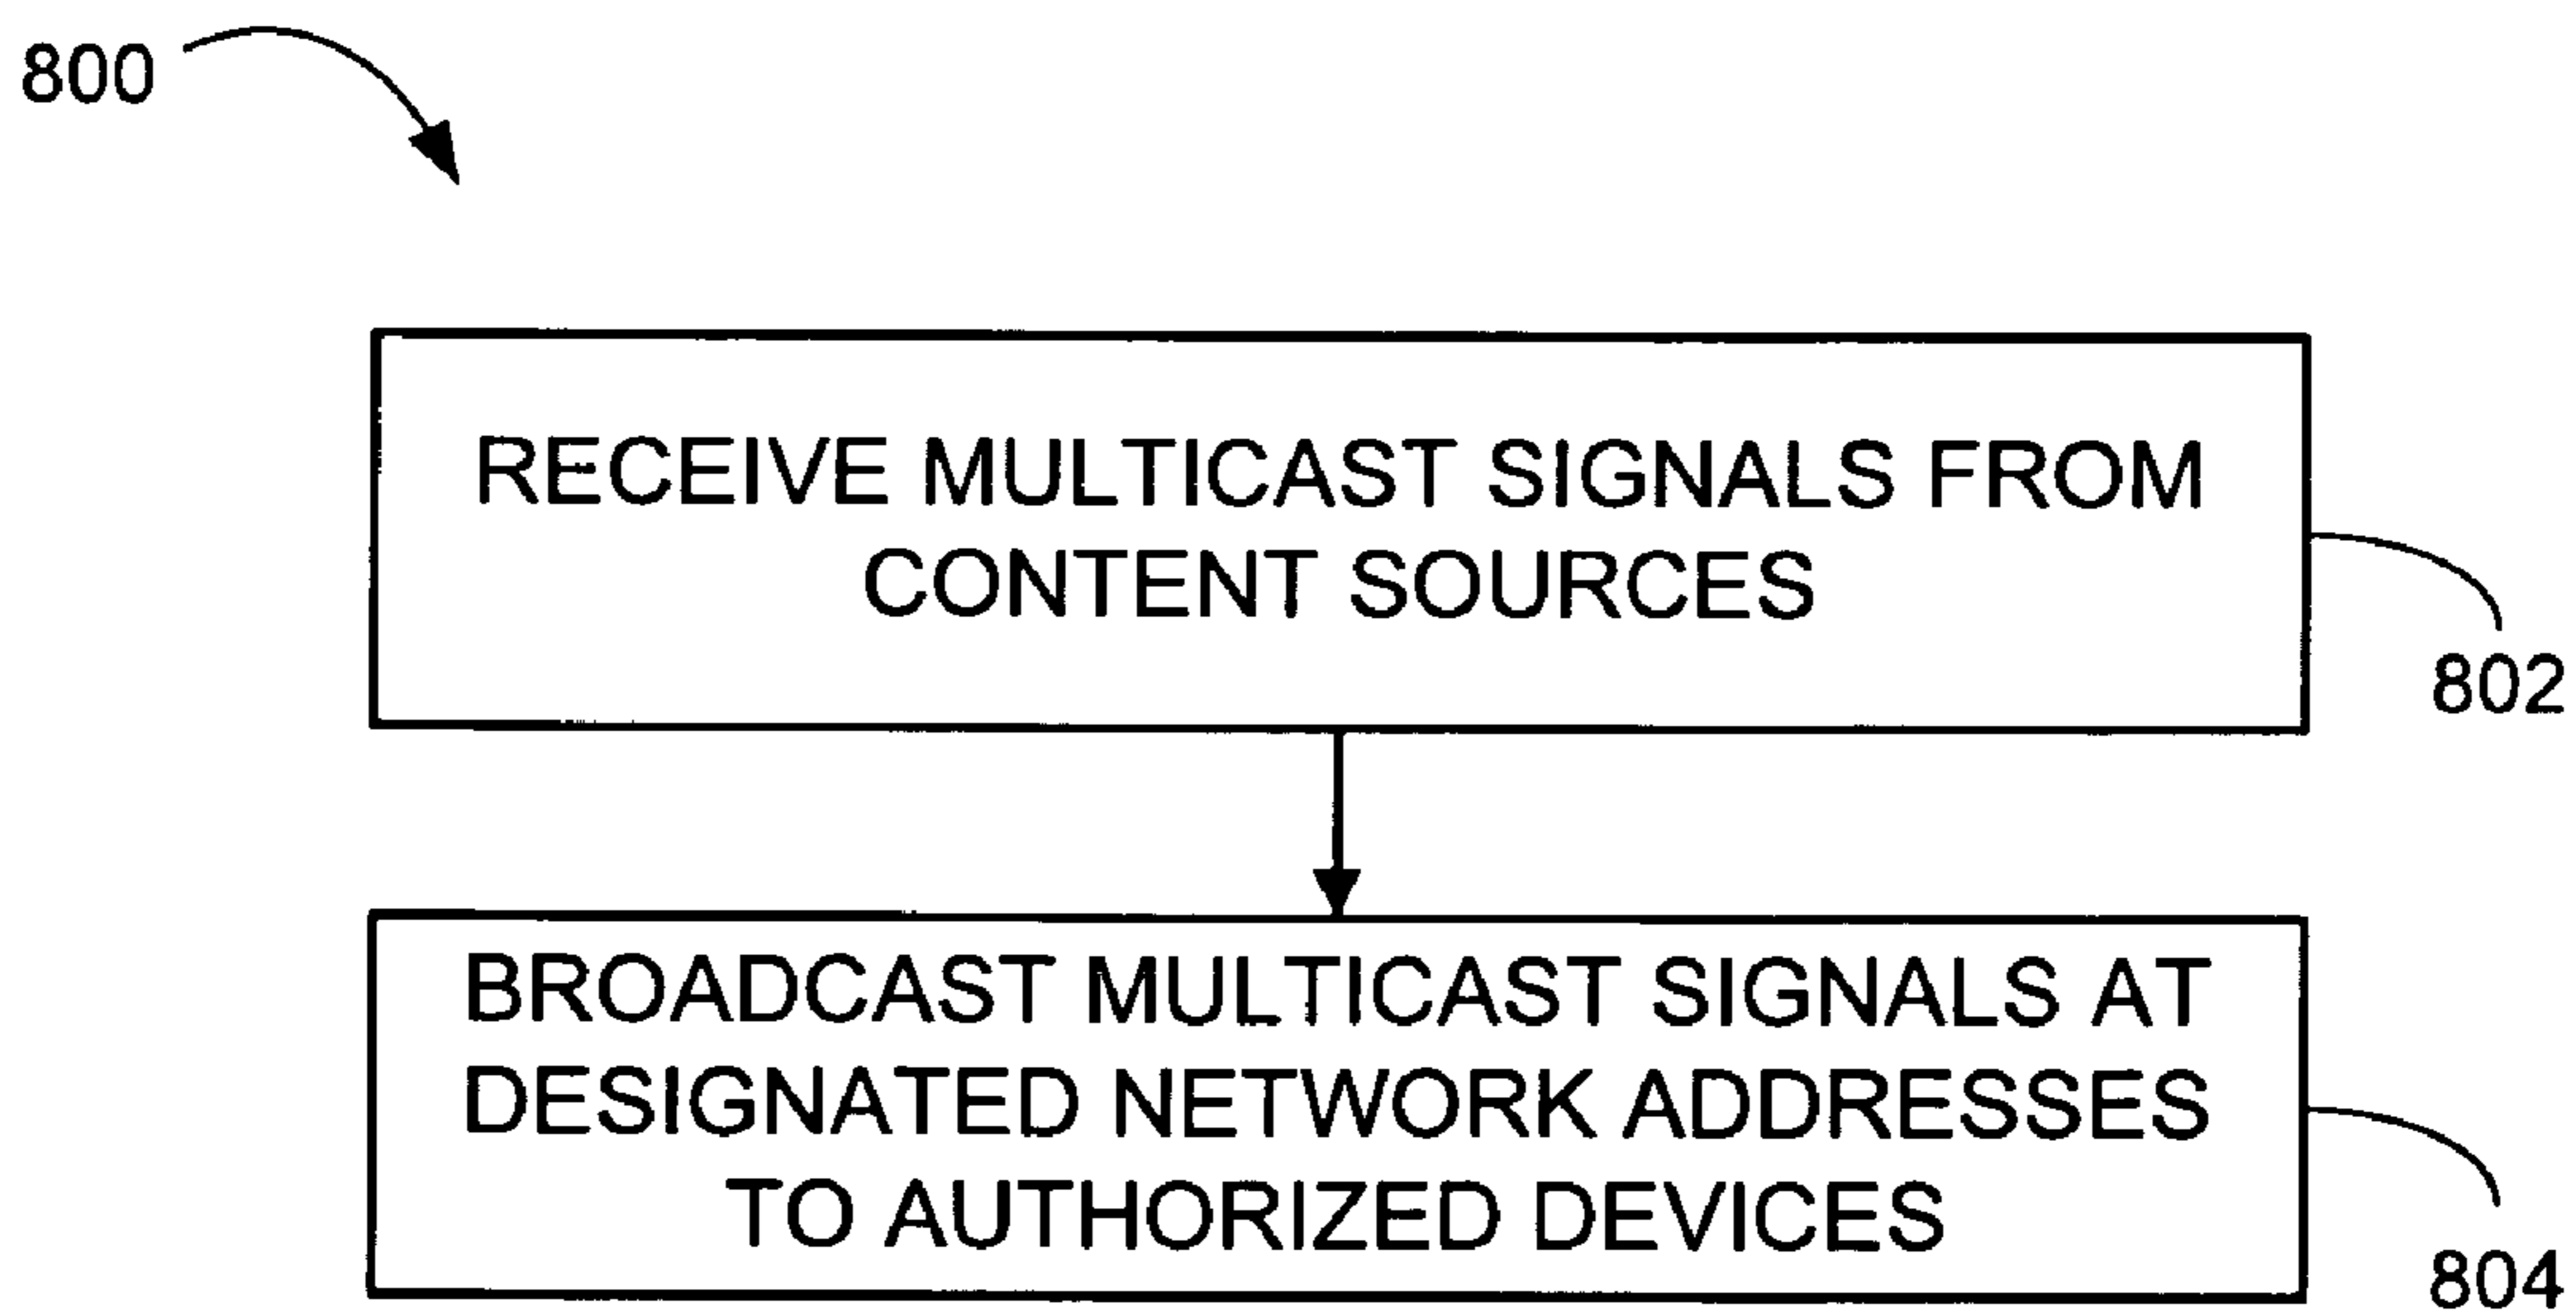 800
RECEIVE MULTICAST SIGNALS FROM
CONTENT SOURCES
802
BROADCAST MULTICAST SIGNALS AT
DESIGNATED NETWORK ADDRESSES
TO AUTHORIZED DEVICES
804